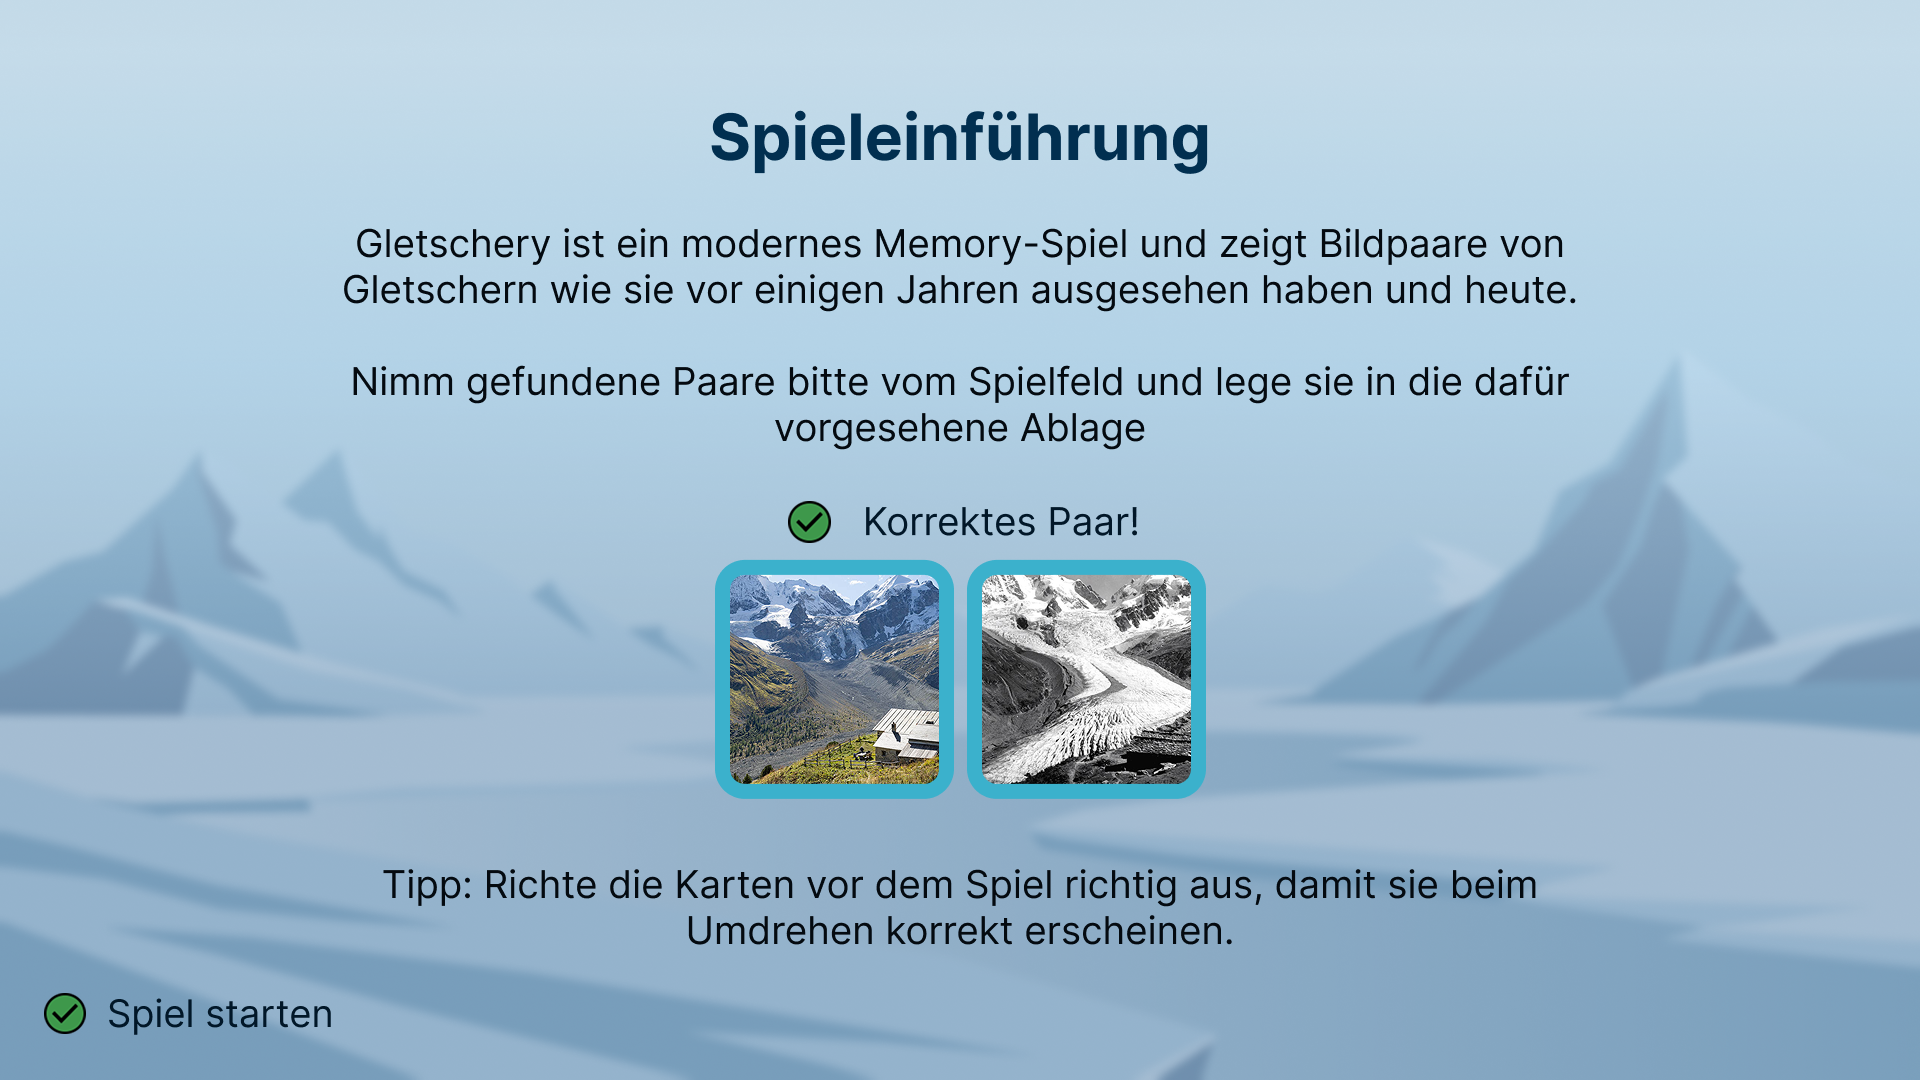 Spieleinführung
Gletschery ist ein modernes Memory-Spiel und zeigt Bildpaare von
Gletschern wie sie vor einigen Jahren ausgesehen haben und heute.
Nimm gefundene Paare bitte vom Spielfeld und lege sie in die dafür
vorgesehene Ablage
Korrektes Paar!
Tipp: Richte die Karten vor dem Spiel richtig aus, damit sie beim
Umdrehen korrekt erscheinen.
Spiel starten